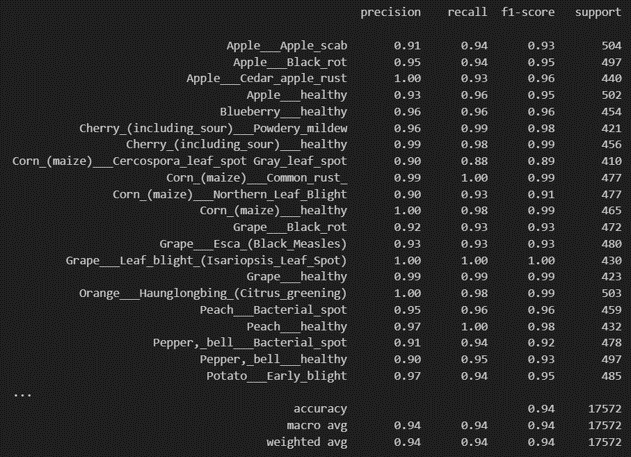 precision recall f1-score support
Apple___Apple_scab 0.91 0.94 0.93 504
Apple___Black_rot 0.95 0.94 0.95 497
Apple___Cedar_apple_rust 1.00 0.93 0.96 440
Apple___healthy 0.93 0.96 0.95 502
Blueberry___healthy 0.96 0.96 0.96 454
Cherry_(including_sour)___Powdery_mildew 0.96 0.99 0.98 421
Cherry_(including_sour)___healthy 0.99 0.98 0.99 456
Corn_(maize)___Cercospora_leaf_spot Gray_leaf_spot 0.90 0.88 0.89 410
Corn_(maize)___Common_rust_ 0.99 1.00 0.99 477
Corn_(maize)___Northern_Leaf_Blight 0.90 0.93 0.91 477
Corn_(maize)___healthy 1.00 0.98 0.99 465
Grape___Black_rot 0.92 0.93 0.93 472
Grape___Esca_(Black_Measles) 0.93 0.93 0.93 480
Grape___Leaf_blight_(Isariopsis_Leaf_Spot) 1.00 1.00 1.00 430
Grape___healthy 0.99 0.99 0.99 423
Orange___Haunglongbing_(Citrus_greening) 1.00 0.98 0.99 503
Peach___Bacterial_spot 0.95 0.96 0.96 459
Peach___healthy 0.97 1.00 0.98 432
Pepper,_bell___Bacterial_spot 0.91 0.94 0.92 478
Pepper,_bell___healthy 0.90 0.95 0.93 497
Potato___Early_blight 0.97 0.94 0.95 485
...
accuracy 0.94 17572
macro avg 0.94 0.94 0.94 17572
weighted avg 0.94 0.94 0.94 17572